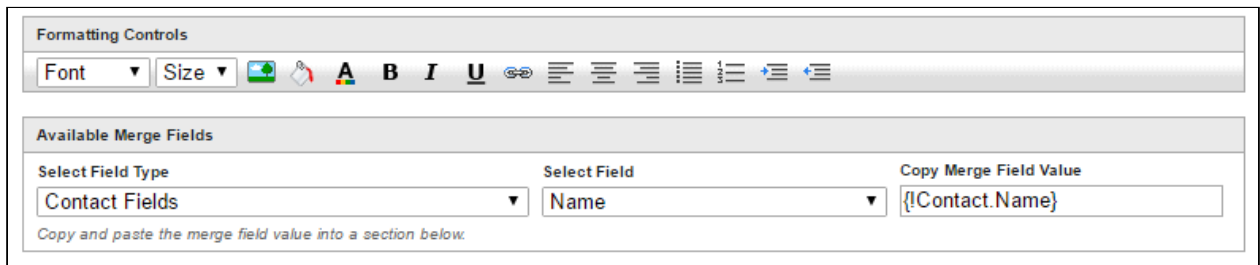 Formatting Controls
Font Size A B I U
Available Merge Fields
Select Field Type Select Field Copy Merge Field Value
Contact Fields Name {!Contact.Name}
Copy and paste the merge field value into a section below.